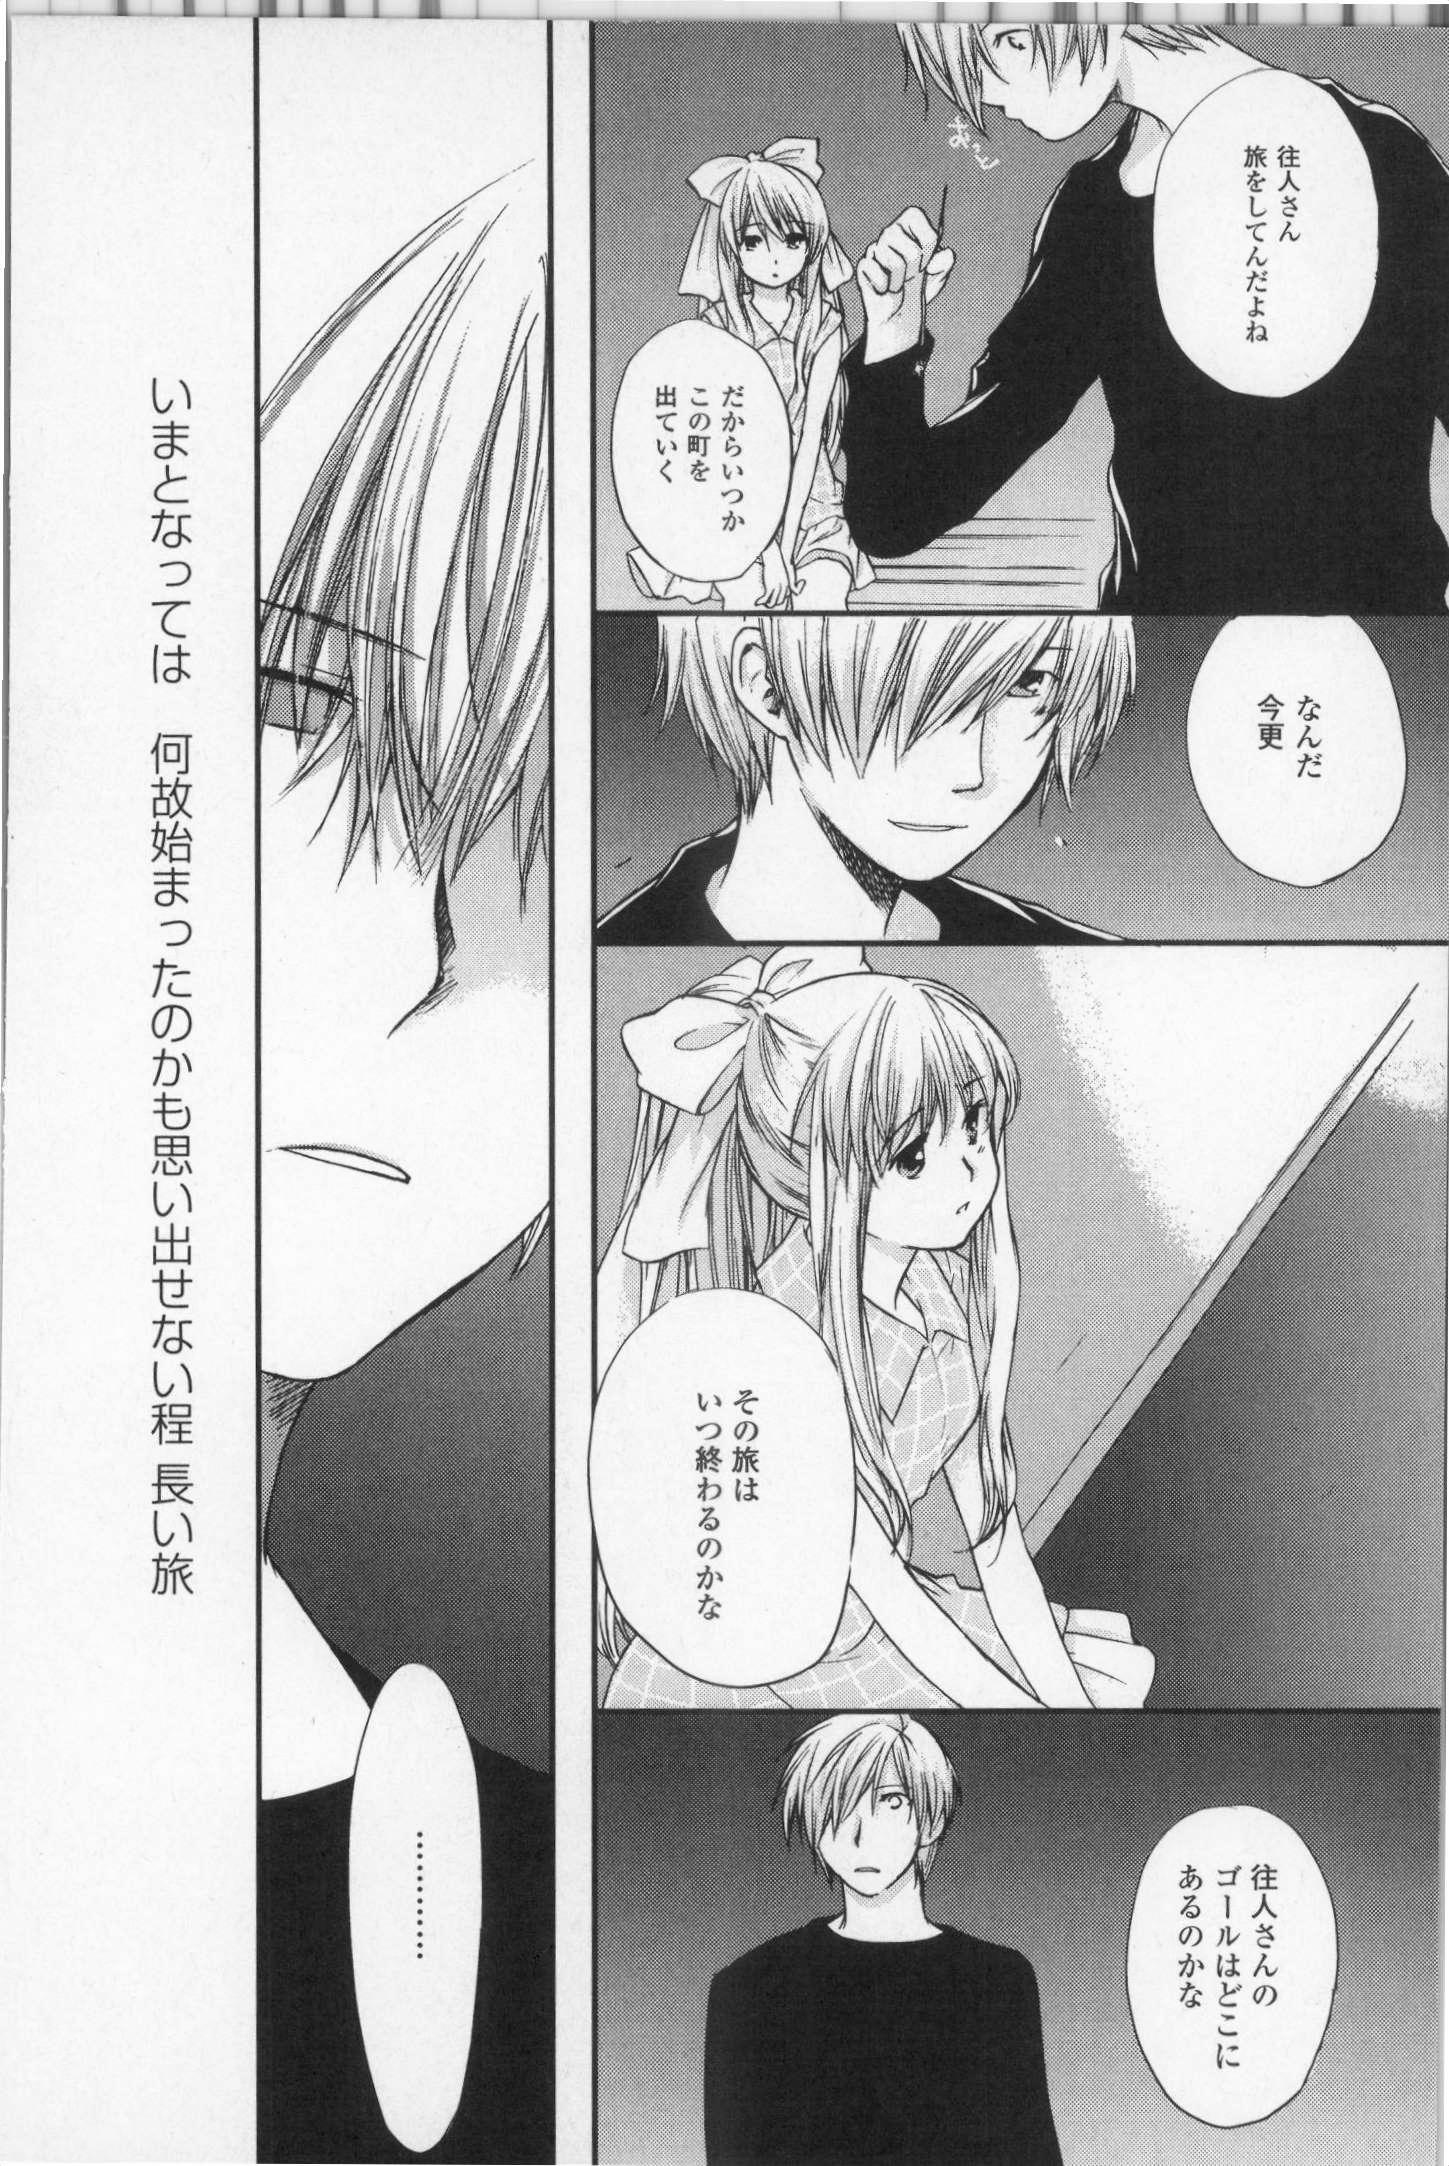 往人さん
旅をしてんだよね
だからいつか
この町を
出ていく
なんだ
今更
その旅は
いつ終わるのかな
往人さんの
ゴールはどこに
あるのかな
…………
いまとなっては　何故始まったのかも思い出せない程 長い旅